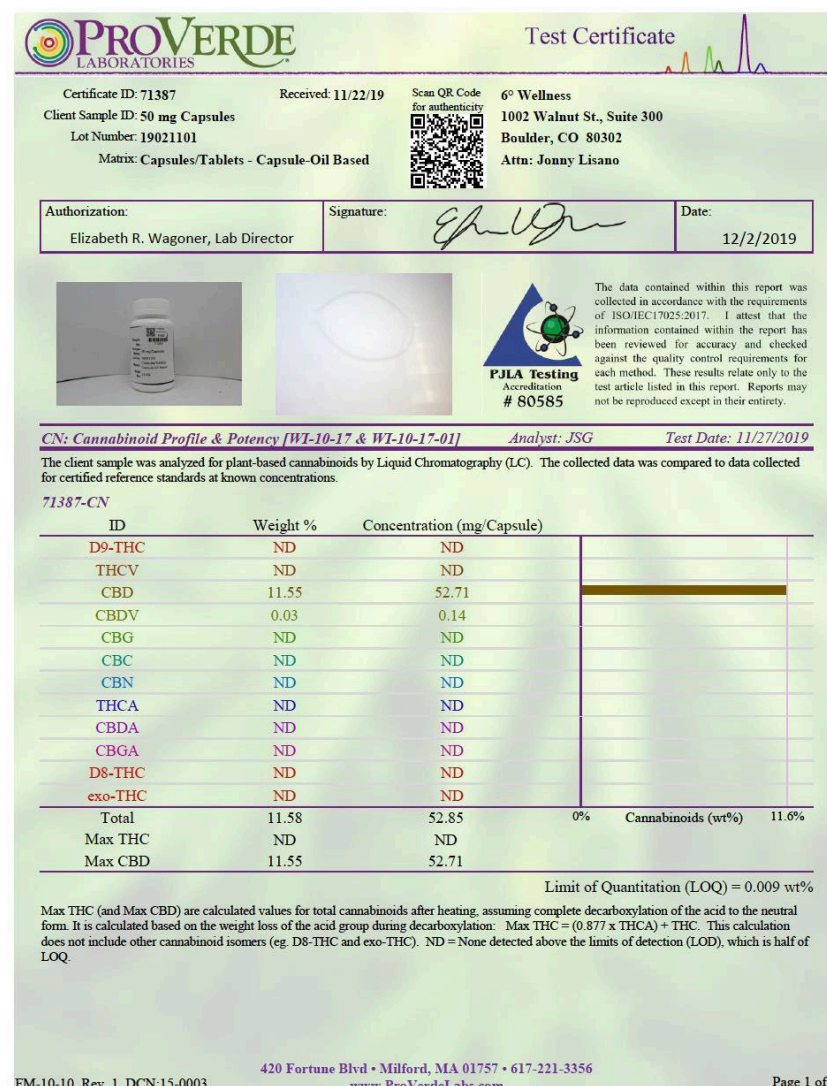 PROVERDE
LABORATORIES
Test Certificate
Certificate ID: 71387 Received: 11/22/19
Client Sample ID: 50 mg Capsules
Lot Number: 19021101
Matrix: Capsules/Tablets - Capsule-Oil Based
Scan QR Code
for authenticity
6° Wellness
1002 Walnut St., Suite 300
Boulder, CO 80302
Attn: Jonny Lisano
Authorization:
Elizabeth R. Wagoner, Lab Director
Signature:
Date:
12/2/2019
PJLA Testing
Accreditation
# 80585
The data contained within this report was
collected in accordance with the requirements
of ISO/IEC17025:2017. I attest that the
information contained within the report has
been reviewed for accuracy and checked
against the quality control requirements for
each method. These results relate only to the
test article listed in this report. Reports may
not be reproduced except in their entirety.
CN: Cannabinoid Profile & Potency [WI-10-17 & WI-10-17-01] Analyst: JSG Test Date: 11/27/2019
The client sample was analyzed for plant-based cannabinoids by Liquid Chromatography (LC). The collected data was compared to data collected
for certified reference standards at known concentrations.
71387-CN
ID Weight % Concentration (mg/Capsule)
D9-THC ND ND
THCV ND ND
CBD 11.55 52.71
CBDV 0.03 0.14
CBG ND ND
CBC ND ND
CBN ND ND
THCA ND ND
CBDA ND ND
CBGA ND ND
D8-THC ND ND
exo-THC ND ND
Total 11.58 52.85 0% Cannabinoids (wt%) 11.6%
Max THC ND ND
Max CBD 11.55 52.71
Limit of Quantitation (LOQ) = 0.009 wt%
Max THC (and Max CBD) are calculated values for total cannabinoids after heating, assuming complete decarboxylation of the acid to the neutral
form. It is calculated based on the weight loss of the acid group during decarboxylation: Max THC = (0.877 x THCA) + THC. This calculation
does not include other cannabinoid isomers (eg. D8-THC and exo-THC). ND = None detected above the limits of detection (LOD), which is half of
LOQ.
420 Fortune Blvd • Milford, MA 01757 • 617-221-3356
FM-10-10, Rev. 1, DCN:15-0003 www.ProVerdeLabs.com Page 1 of